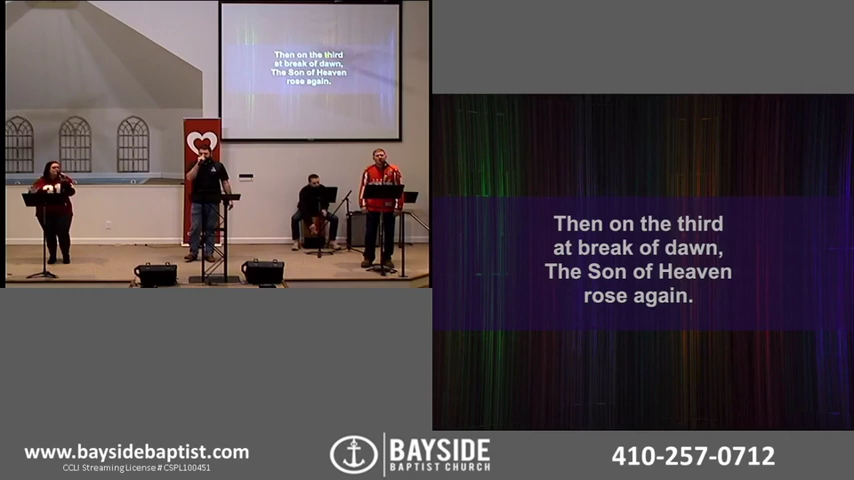 Then on the third
at break of dawn,
The Son of Heaven
rose again.
Then on the third
at break of dawn,
The Son of Heaven
rose again.
www.baysidebaptist.com
CCLI Streaming License # CSPL100451
BAYSIDE
BAPTIST CHURCH
410-257-0712